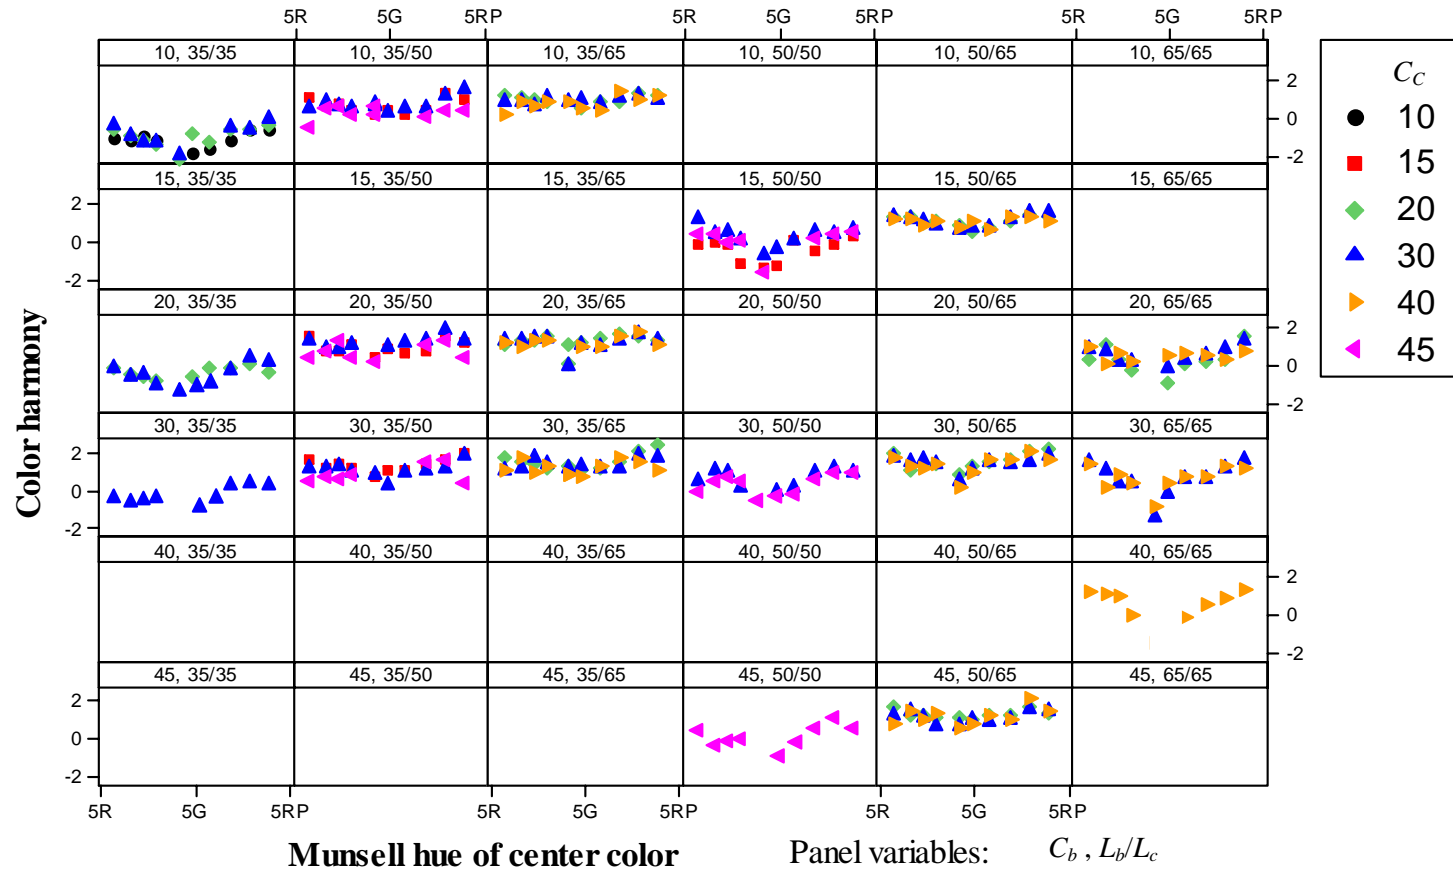 5R 5G 5RP 5R 5G 5RP 5R 5G 5RP
10, 35/35 10, 35/50 10, 35/65 10, 50/50 10, 50/65 10, 65/65
2
0
-2
15, 35/35 15, 35/50 15, 35/65 15, 50/50 15, 50/65 15, 65/65
2
0
-2
20, 35/35 20, 35/50 20, 35/65 20, 50/50 20, 50/65 20, 65/65
2
0
-2
30, 35/35 30, 35/50 30, 35/65 30, 50/50 30, 50/65 30, 65/65
2
0
-2
40, 35/35 40, 35/50 40, 35/65 40, 50/50 40, 50/65 40, 65/65
2
0
-2
45, 35/35 45, 35/50 45, 35/65 45, 50/50 45, 50/65 45, 65/65
2
0
-2
5R 5G 5RP 5R 5G 5RP 5R 5G 5RP
Color harmony
Munsell hue of center color
Panel variables: C_b , L_b/L_c
C_C
10
15
20
30
40
45